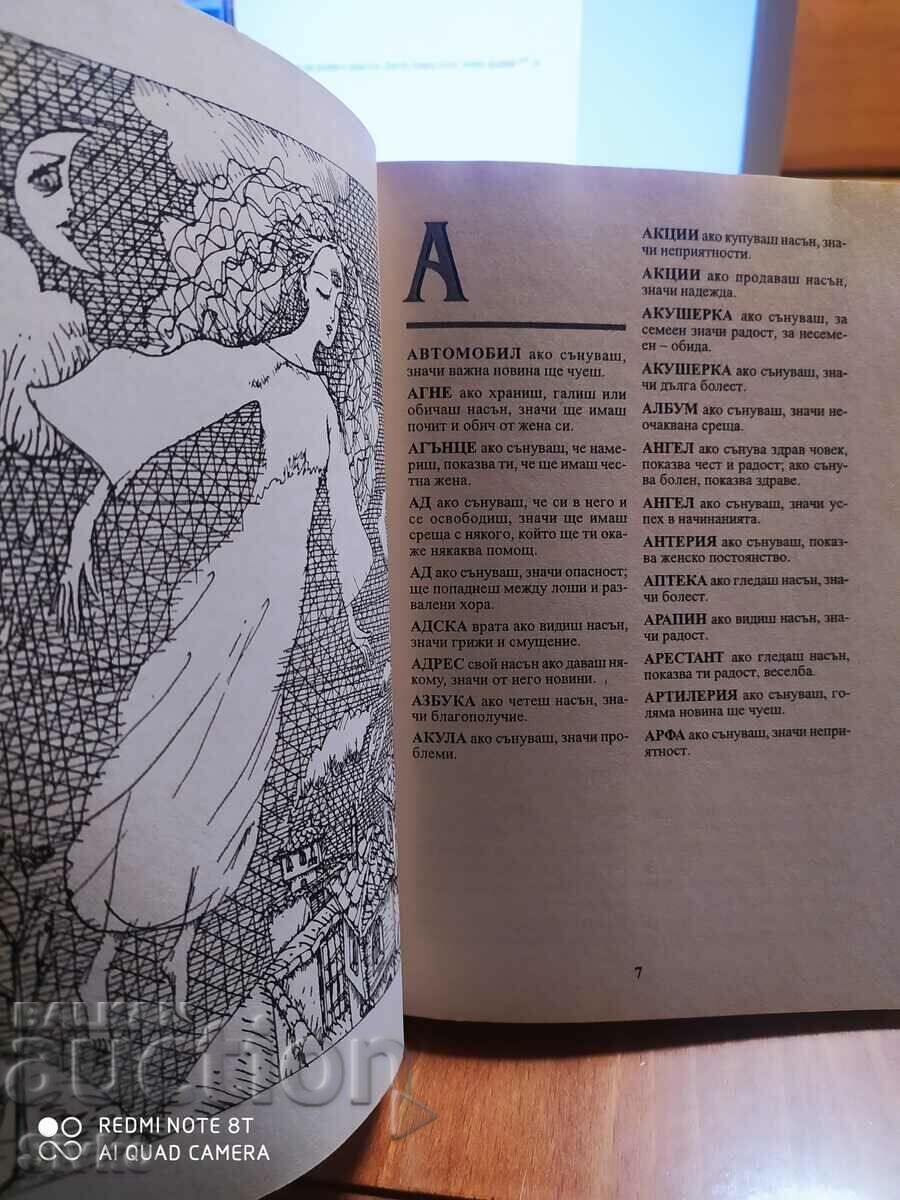 А
АВТОМОБИЛ ако сънуваш,
значи важна новина ще чуеш.
АГНЕ ако храниш, галиш или
обичаш насън, значи ще имаш
почит и обич от жена си.
АГЪНЦЕ ако сънуваш, че наме-
риш, показва ти, че ще имаш чес-
тна жена.
АД ако сънуваш, че си в него и
се освободиш, значи ще имаш
среща с някого, който ще ти ока-
же някаква помощ.
АД ако сънуваш, значи опасност;
ще попаднеш между лоши и раз-
валени хора.
АДСКА врата ако видиш насън,
значи грижи и смущение.
АДРЕС свой насън ако даваш ня-
кому, значи от него новини.
АЗБУКА ако четеш насън, зна-
чи благополучие.
АКУЛА ако сънуваш, значи про-
блеми.
АКЦИИ ако купуваш насън, зна-
чи неприятности.
АКЦИИ ако продаваш насън,
значи надежда.
АКУШЕРКА ако сънуваш, за
семеен значи радост, за несеме-
ен – обида.
АКУШЕРКА ако сънуваш, зна-
чи дълга болест.
АЛБУМ ако сънуваш, значи не-
очаквана среща.
АНГЕЛ ако сънува здрав човек,
показва чест и радост; ако съну-
ва болен, показва здраве.
АНГЕЛ ако сънуваш, значи ус-
пех в начинанията.
АНТЕРИЯ ако сънуваш, показ-
ва женско постоянство.
АПТЕКА ако гледаш насън, зна-
чи болест.
АРАПИН ако видиш насън, зна-
чи радост.
АРЕСТАНТ ако гледаш насън,
показва ти радост, веселба.
АРТИЛЕРИЯ ако сънуваш, го-
ляма новина ще чуеш.
АРФА ако сънуваш, значи непри-
ятност.
7
BALKAN
auction
REDMI NOTE 8T
AI QUAD CAMERA